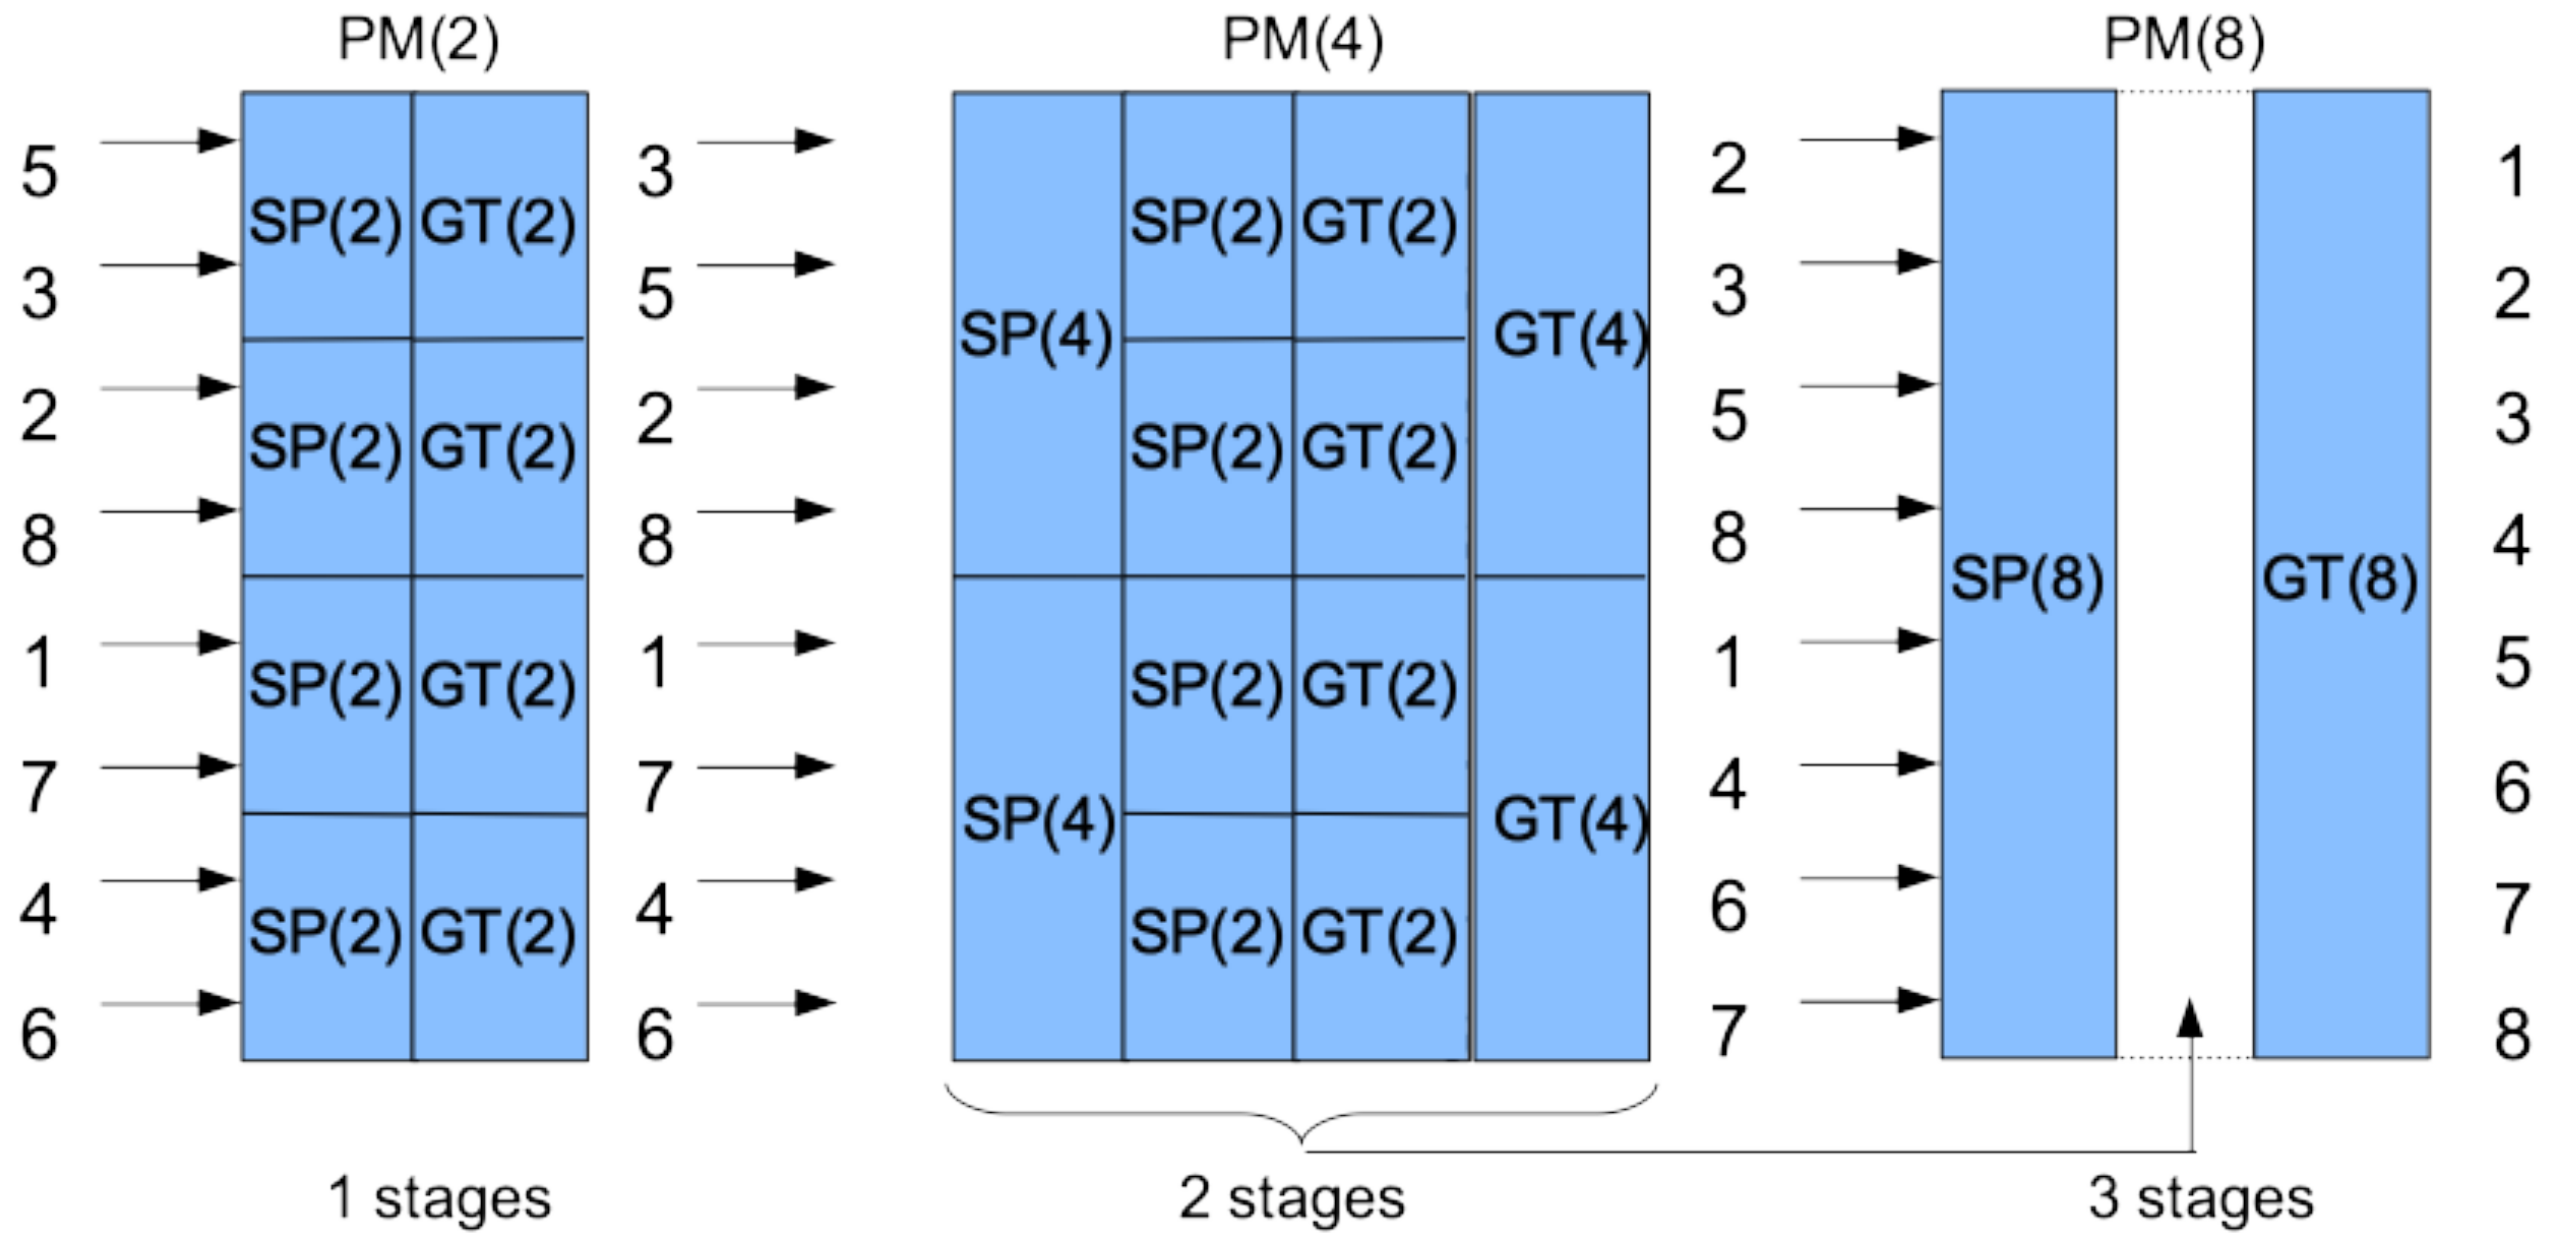 PM(2) PM(4) PM(8)
5 3 2 1
SP(2) GT(2) SP(2) GT(2)
3 5 3 2
SP(4) GT(4)
2 2 5 3
SP(2) GT(2) SP(2) GT(2)
8 8 8 4
SP(8) GT(8)
1 1 1 5
SP(2) GT(2) SP(2) GT(2)
7 7 4 6
SP(4) GT(4)
4 4 6 7
SP(2) GT(2) SP(2) GT(2)
6 6 7 8
1 stages 2 stages 3 stages